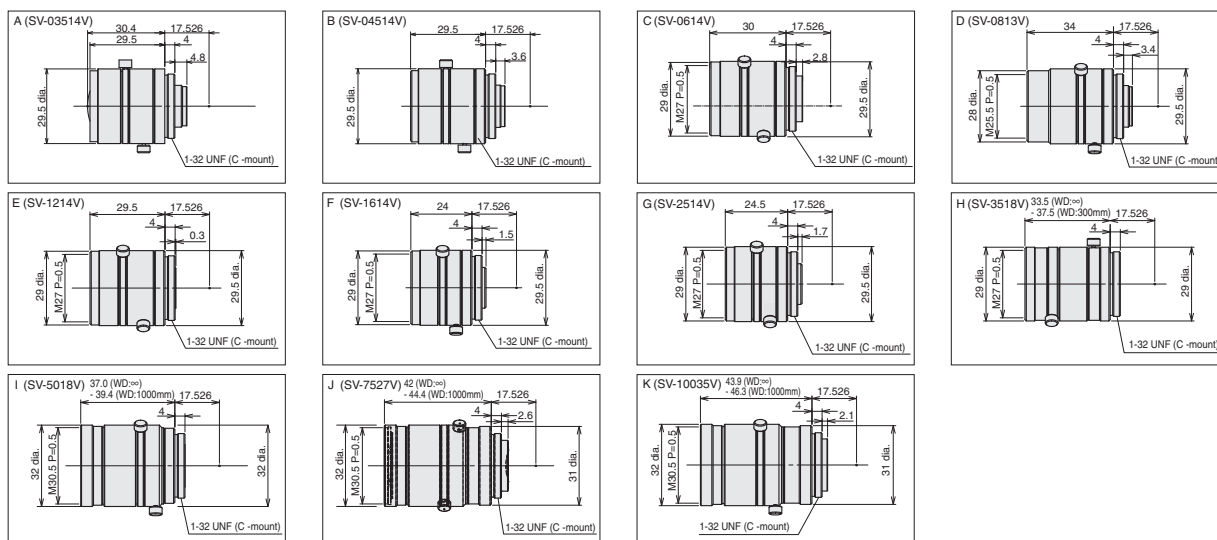 A (SV-03514V)
30.4
17.526
29.5
4
4.8
29.5 dia.
1-32 UNF (C -mount)
B (SV-04514V)
29.5
17.526
4
3.6
29.5 dia.
1-32 UNF (C -mount)
C (SV-0614V)
30
17.526
4
2.8
29 dia.
M27 P=0.5
29.5 dia.
1-32 UNF (C -mount)
D (SV-0813V)
34
17.526
4
3.4
28 dia.
M25.5 P=0.5
29.5 dia.
1-32 UNF (C -mount)
E (SV-1214V)
29.5
17.526
4
0.3
29 dia.
M27 P=0.5
29.5 dia.
1-32 UNF (C -mount)
F (SV-1614V)
24
17.526
4
1.5
29 dia.
M27 P=0.5
29.5 dia.
1-32 UNF (C -mount)
G (SV-2514V)
24.5
17.526
4
1.7
29 dia.
M27 P=0.5
29.5 dia.
1-32 UNF (C -mount)
H (SV-3518V) 33.5 (WD:∞)
- 37.5 (WD:300mm)
17.526
4
29 dia.
M27 P=0.5
29 dia.
1-32 UNF (C -mount)
I (SV-5018V) 37.0 (WD:∞)
- 39.4 (WD:1000mm)
17.526
4
32 dia.
M30.5 P=0.5
32 dia.
1-32 UNF (C -mount)
J (SV-7527V) 42 (WD:∞)
- 44.4 (WD:1000mm)
17.526
4
2.6
32 dia.
M30.5 P=0.5
31 dia.
1-32 UNF (C -mount)
K (SV-10035V) 43.9 (WD:∞)
- 46.3 (WD:1000mm)
17.526
4
2.1
32 dia.
M30.5 P=0.5
31 dia.
1-32 UNF (C -mount)